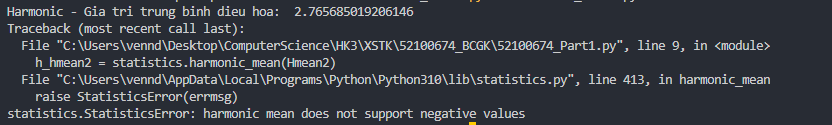 Harmonic - Gia tri trung binh dieu hoa:  2.765685019206146
Traceback (most recent call last):
  File "C:\Users\vennd\Desktop\ComputerScience\HK3\XSTK\52100674_BCGK\52100674_Part1.py", line 9, in <module>
    h_hmean2 = statistics.harmonic_mean(Hmean2)
  File "C:\Users\vennd\AppData\Local\Programs\Python\Python310\lib\statistics.py", line 413, in harmonic_mean
    raise StatisticsError(errmsg)
statistics.StatisticsError: harmonic mean does not support negative values